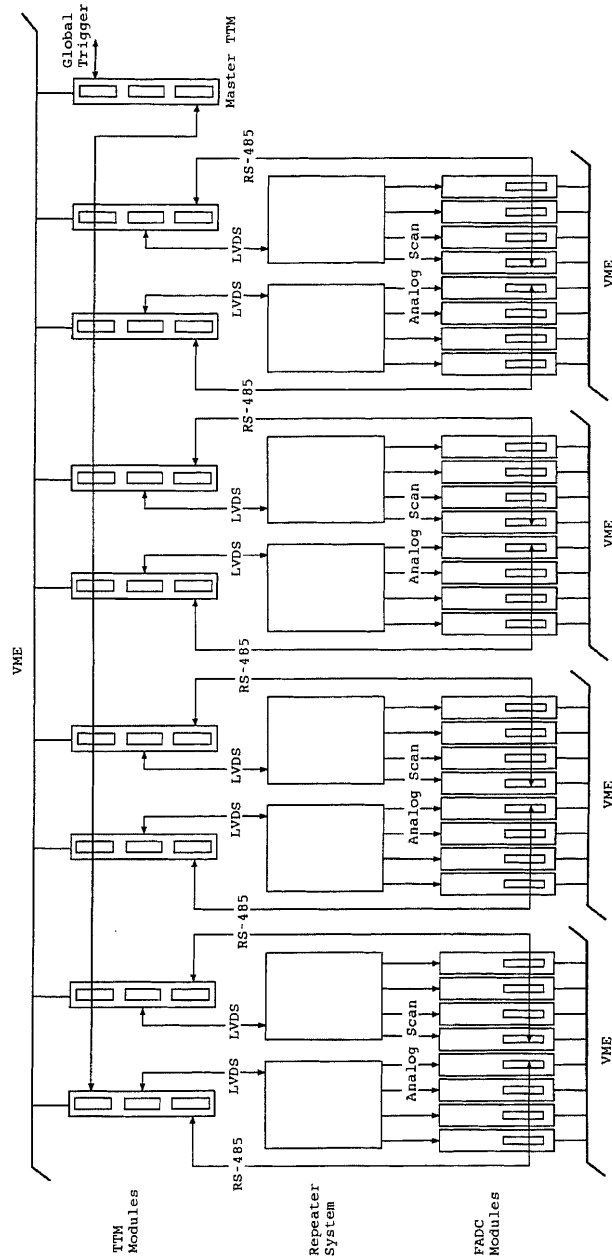 VME
Global
Trigger
Master TTM
TTM
Modules
RS-485
LVDS
LVDS
RS-485
RS-485
LVDS
LVDS
RS-485
RS-485
LVDS
LVDS
RS-485
RS-485
LVDS
LVDS
RS-485
Repeater
System
Analog Scan
Analog Scan
Analog Scan
Analog Scan
FADC
Modules
VME
VME
VME
VME